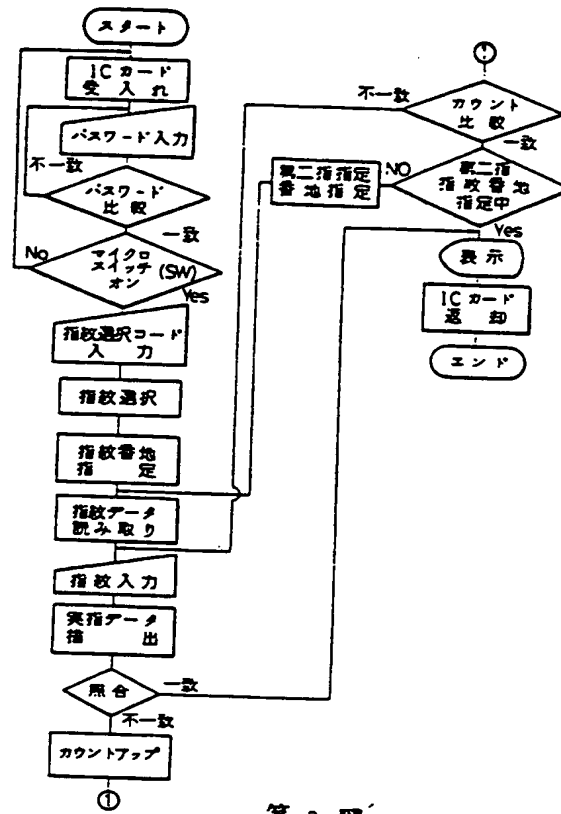 スタート
ICカード
受入れ
パスワード入力
不一致
パスワード
比較
一致
No
マイクロ
スイッチ (SW)
オン
Yes
指紋選択コード
入力
指紋選択
指紋番地
指定
指紋データ
読み取り
指紋入力
実指データ
抽出
照合
一致
不一致
カウントアップ
①
①
不一致
カウント
比較
一致
第二指指定
番地指定
NO
第二指
指紋番地
指定中
Yes
表示
ICカード
返却
エンド